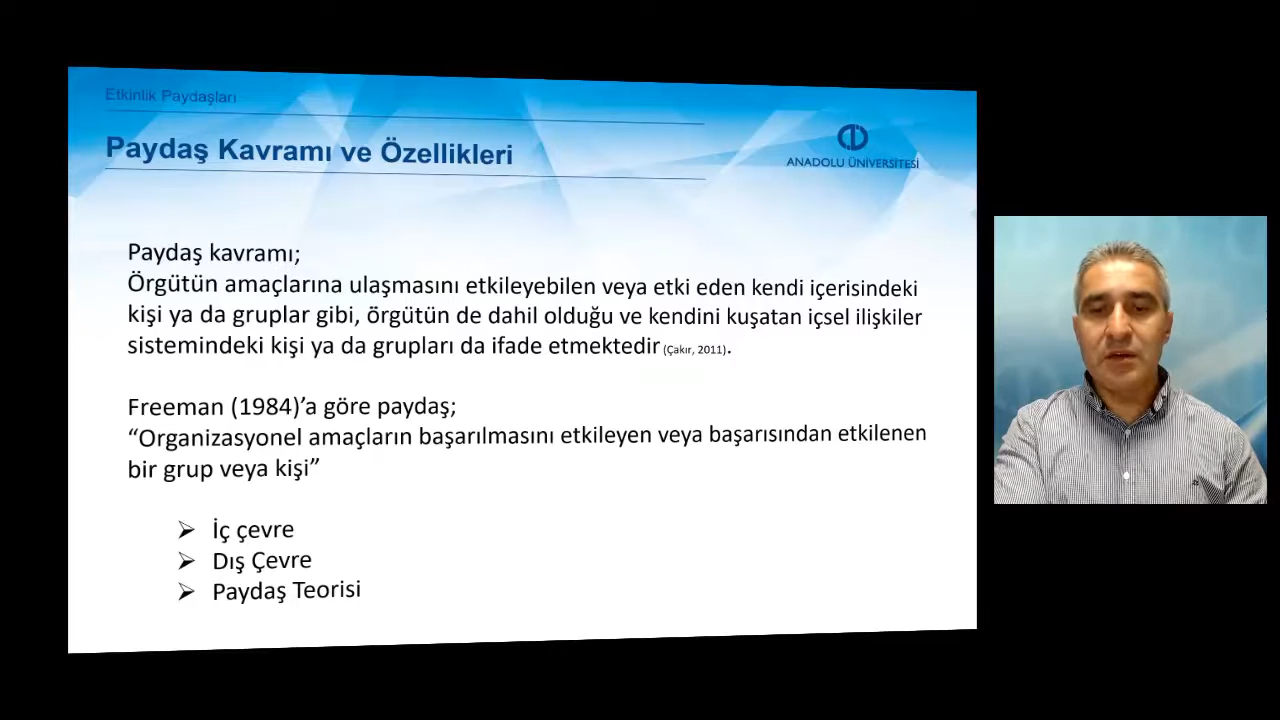 Etkinlik Paydaşları
Paydaş Kavramı ve Özellikleri
ANADOLU ÜNİVERSİTESİ
Paydaş kavramı;
Örgütün amaçlarına ulaşmasını etkileyebilen veya etki eden kendi içerisindeki
kişi ya da gruplar gibi, örgütün de dahil olduğu ve kendini kuşatan içsel ilişkiler
sistemindeki kişi ya da grupları da ifade etmektedir (Çakır, 2011).
Freeman (1984)’a göre paydaş;
“Organizasyonel amaçların başarılmasını etkileyen veya başarısından etkilenen
bir grup veya kişi”
➢ İç çevre
➢ Dış Çevre
➢ Paydaş Teorisi